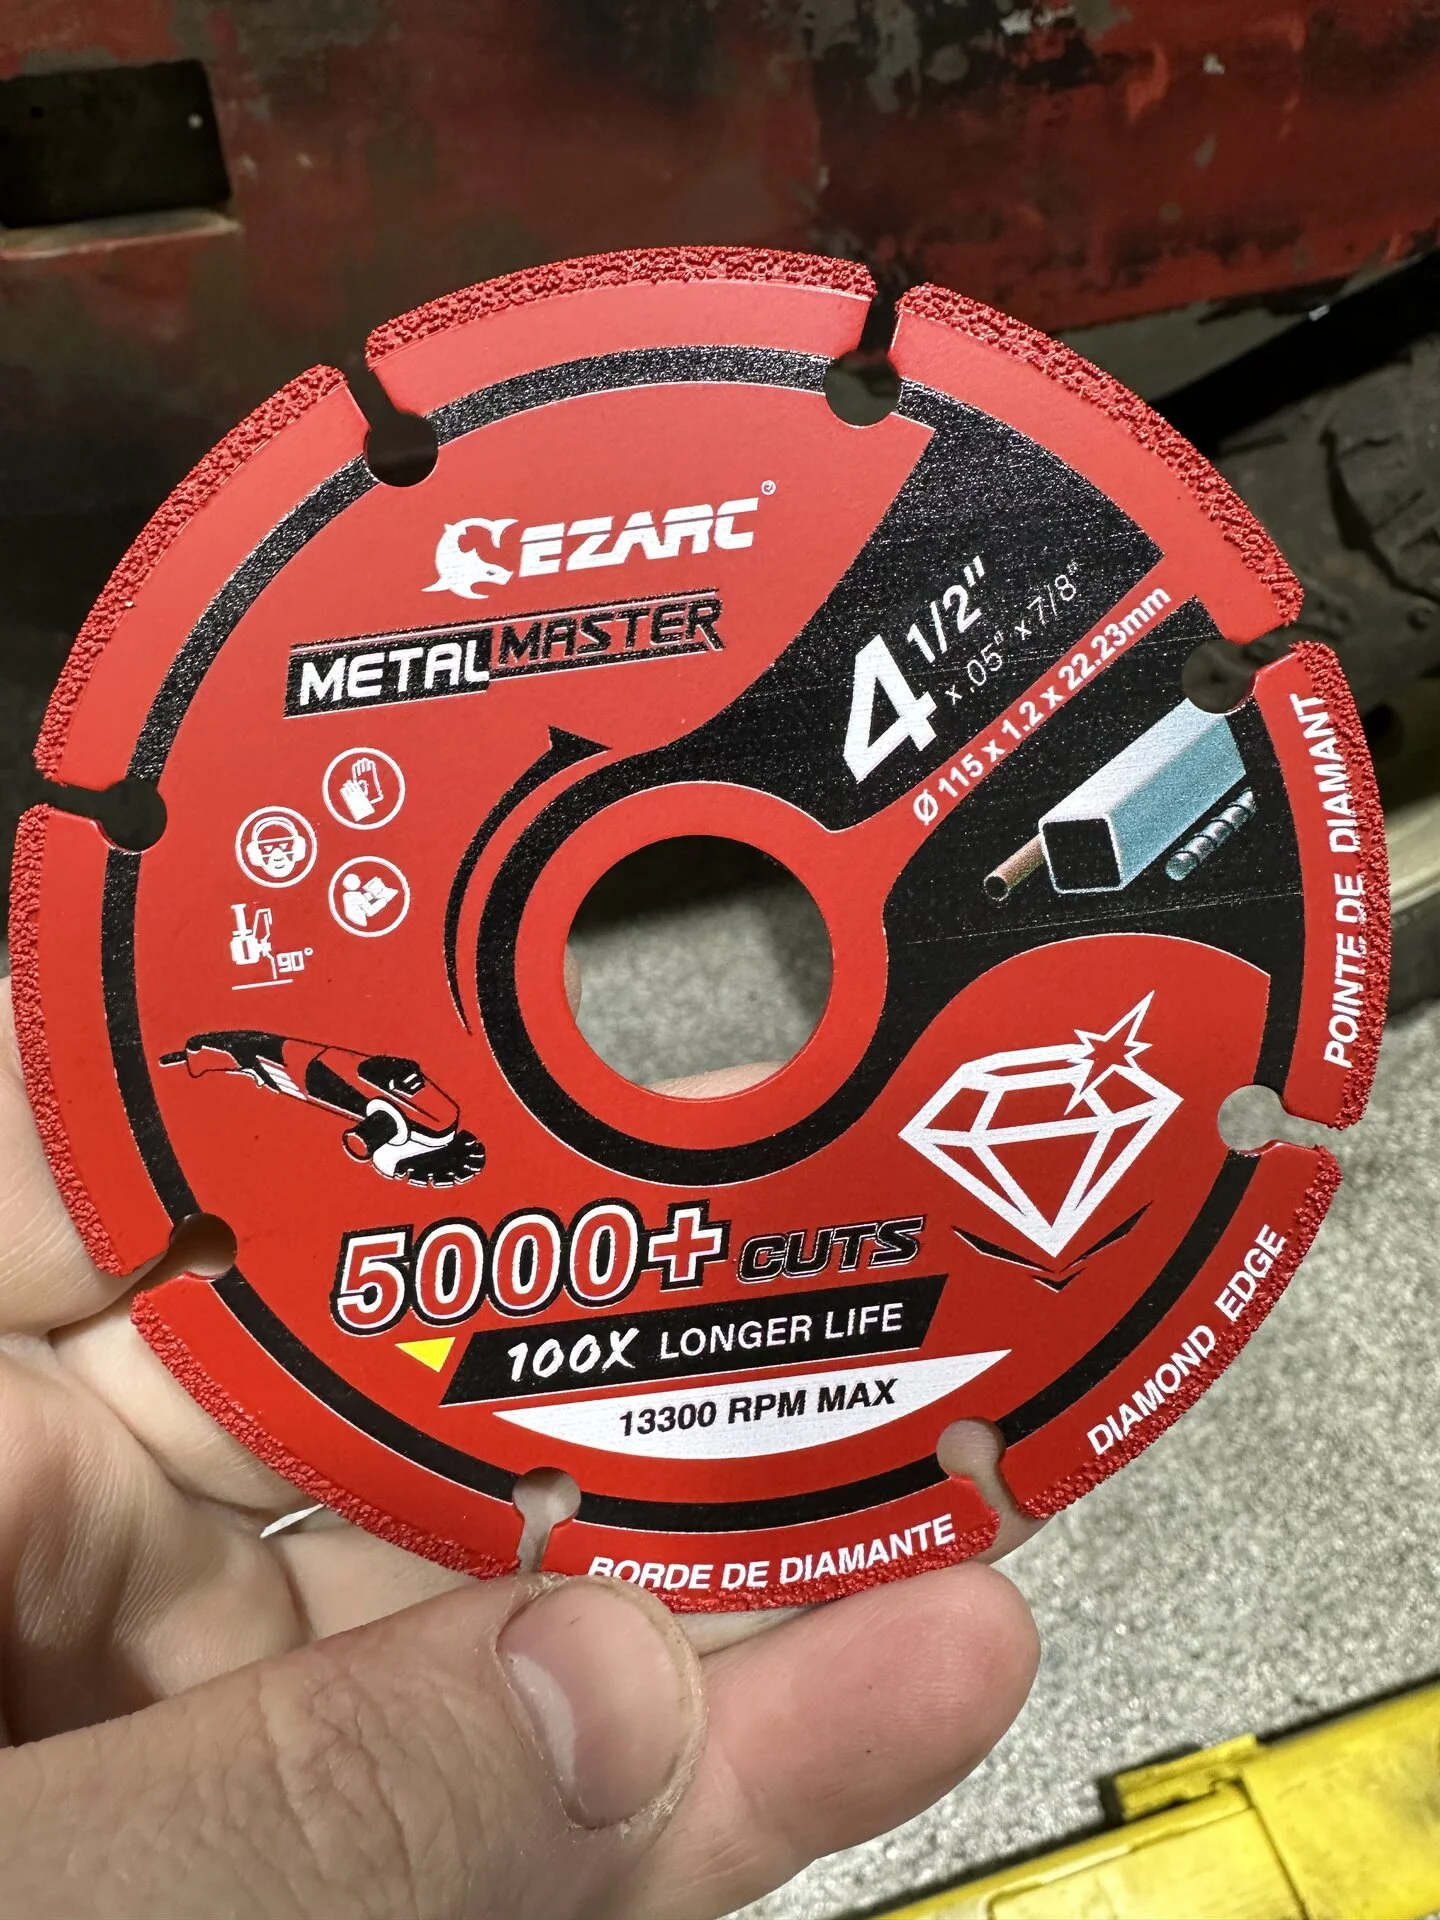 EZARC®
METAL MASTER
4 1/2"
x .05" x 7/8"
Ø 115 x 1.2 x 22.23mm
90°
5000+ CUTS
100X LONGER LIFE
13300 RPM MAX
POINTE DE DIAMANT
DIAMOND EDGE
BORDE DE DIAMANTE